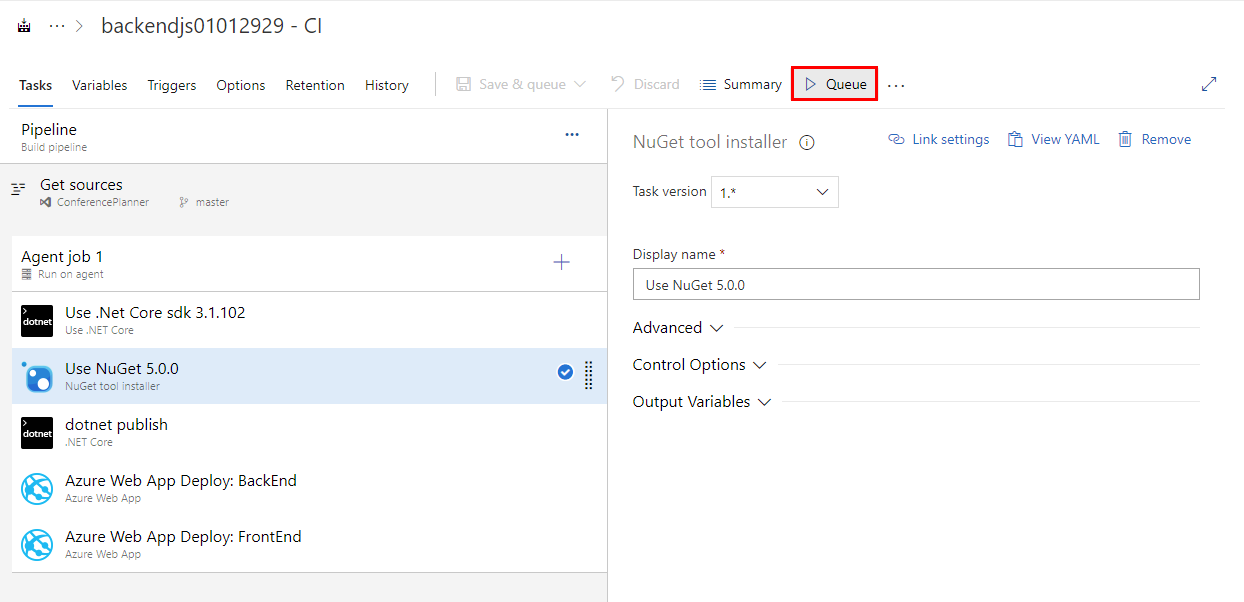 ··· > backendjs01012929 - CI
Tasks Variables Triggers Options Retention History Save & queue Discard Summary Queue ···
Pipeline ···
Build pipeline
Get sources
ConferencePlanner master
Agent job 1
Run on agent
dotnet Use .Net Core sdk 3.1.102
Use .NET Core
Use NuGet 5.0.0
NuGet tool installer
dotnet dotnet publish
.NET Core
Azure Web App Deploy: BackEnd
Azure Web App
Azure Web App Deploy: FrontEnd
Azure Web App
NuGet tool installer Link settings View YAML Remove
Task version 1.*
Display name *
Use NuGet 5.0.0
Advanced
Control Options
Output Variables